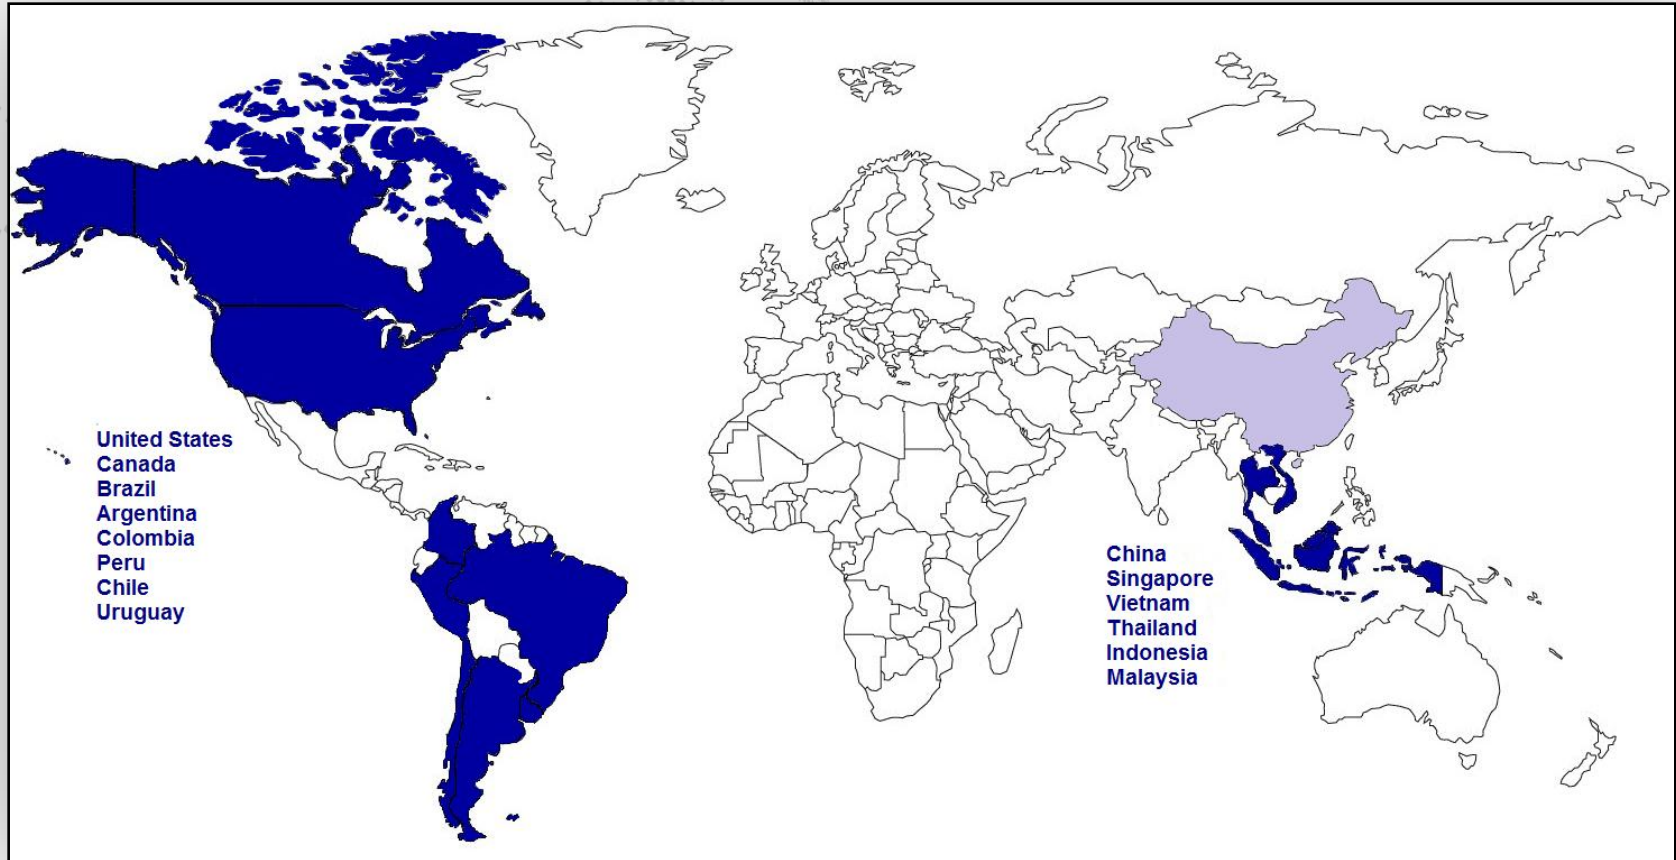 United States
Canada
Brazil
Argentina
Colombia
Peru
Chile
Uruguay
China
Singapore
Vietnam
Thailand
Indonesia
Malaysia